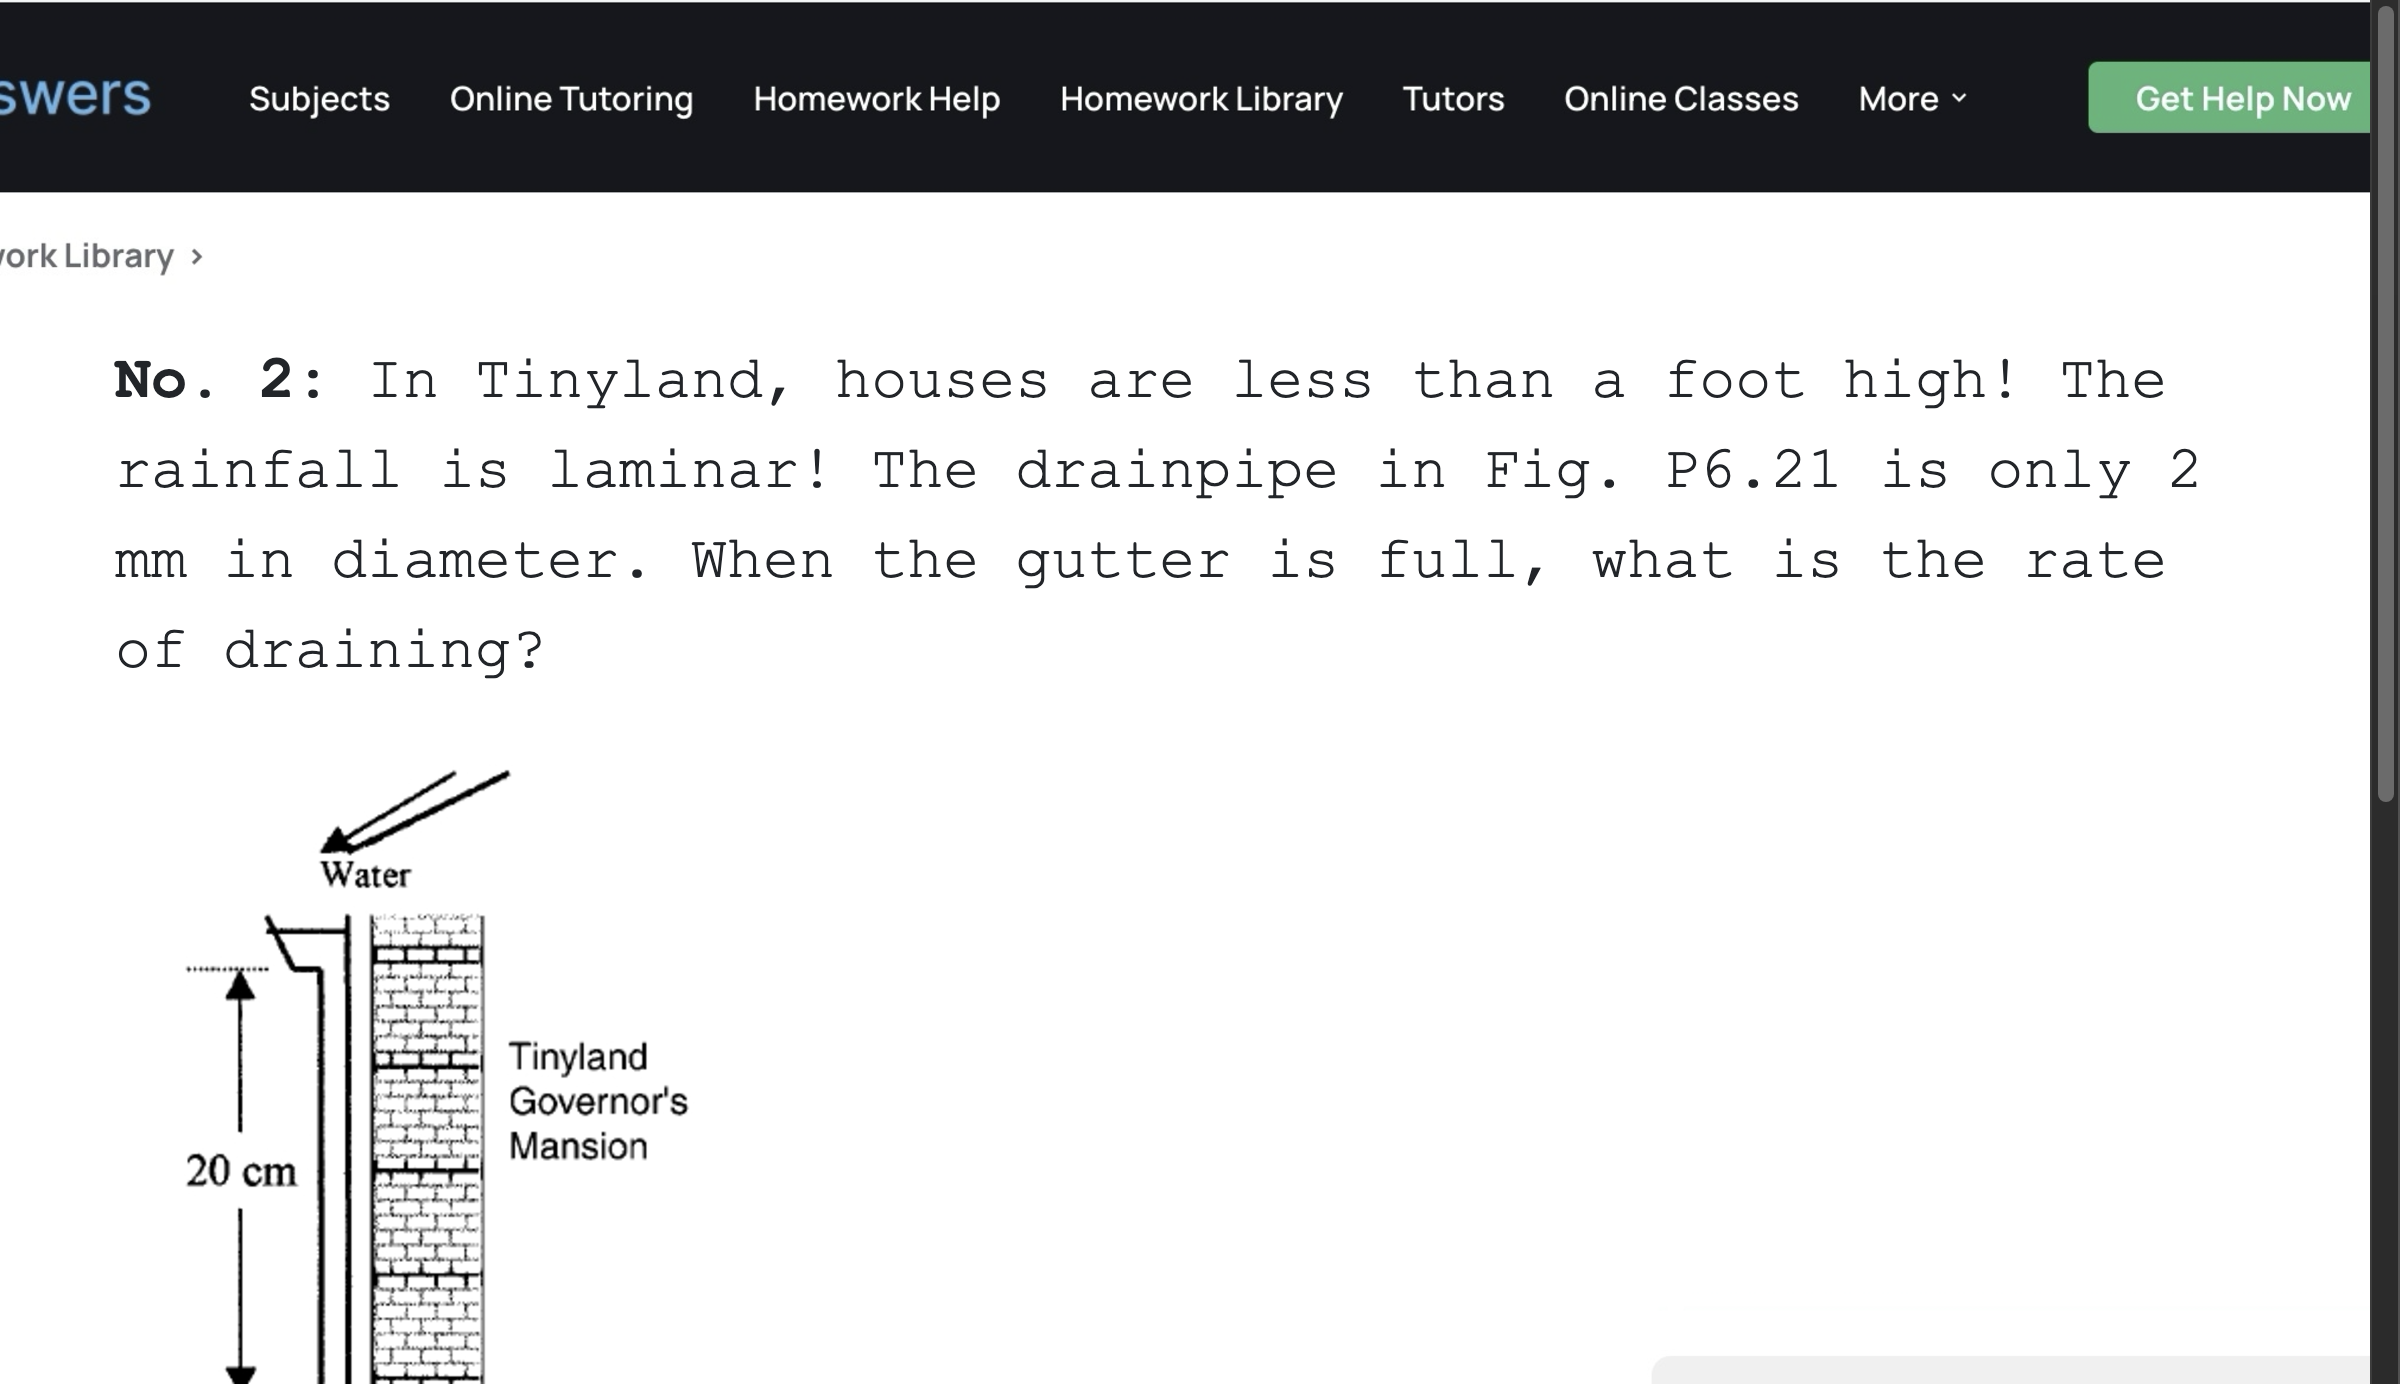 swers Subjects Online Tutoring Homework Help Homework Library Tutors Online Classes More Get Help Now
ork Library >
No. 2: In Tinyland, houses are less than a foot high! The
rainfall is laminar! The drainpipe in Fig. P6.21 is only 2
mm in diameter. When the gutter is full, what is the rate
of draining?
Water
Tinyland
Governor's
Mansion
20 cm